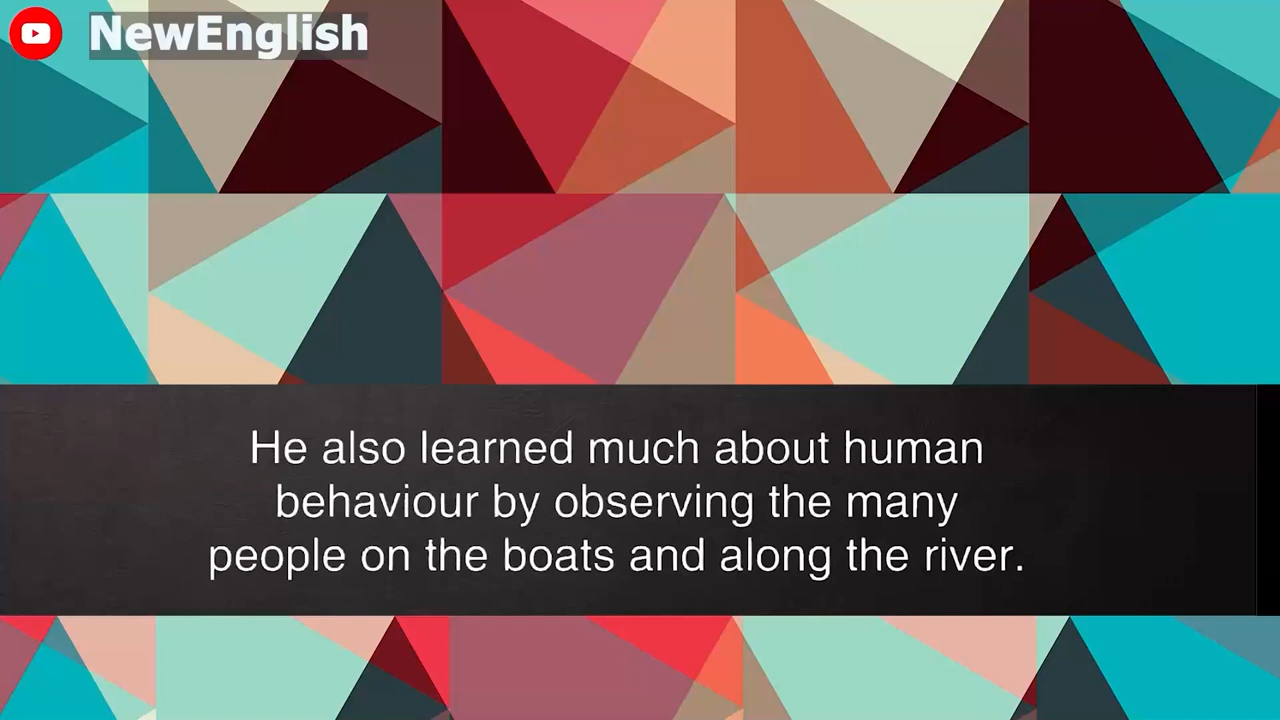 NewEnglish
He also learned much about human
behaviour by observing the many
people on the boats and along the river.